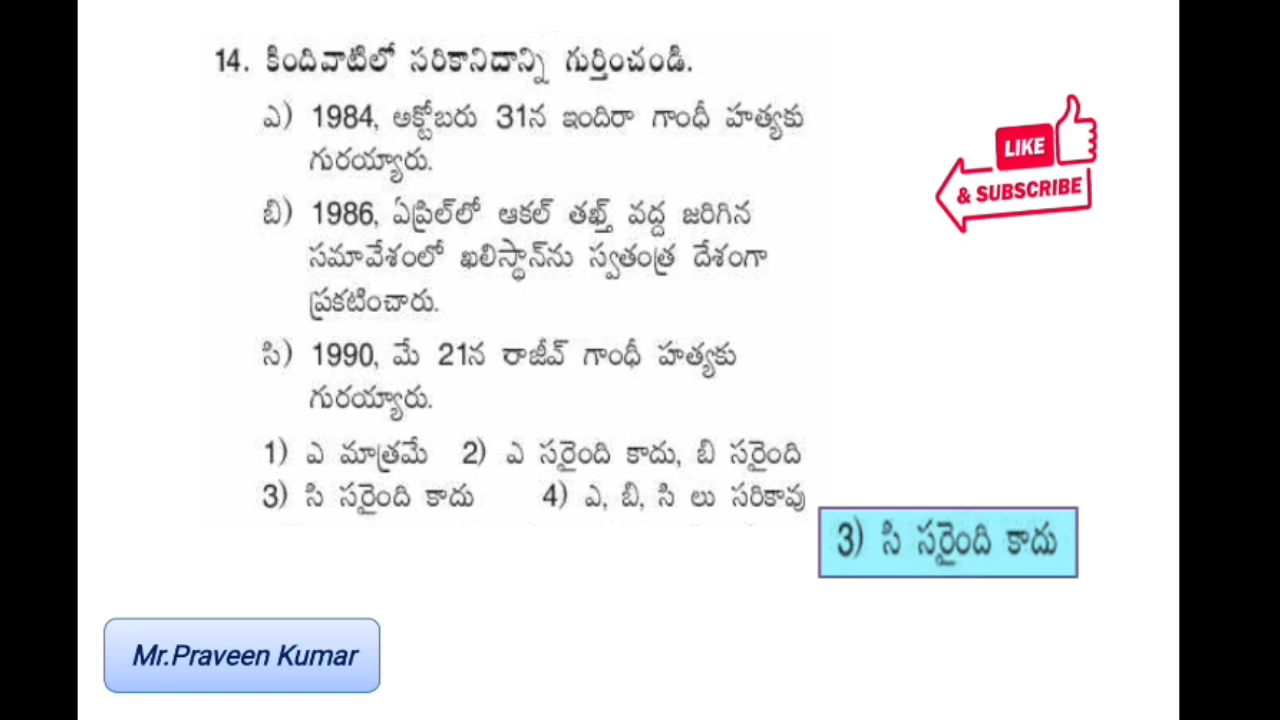 14. కిందివాటిలో సరికానిదాన్ని గుర్తించండి.
ఎ) 1984, అక్టోబరు 31న ఇందిరా గాంధీ హత్యకు
గురయ్యారు.
బి) 1986, ఏప్రిల్‌లో ఆకల్ తఖ్త్ వద్ద జరిగిన
సమావేశంలో ఖలిస్థాన్‌ను స్వతంత్ర దేశంగా
ప్రకటించారు.
సి) 1990, మే 21న రాజీవ్ గాంధీ హత్యకు
గురయ్యారు.
1) ఎ మాత్రమే 2) ఎ సరైంది కాదు, బి సరైంది
3) సి సరైంది కాదు 4) ఎ, బి, సి లు సరికావు
3) సి సరైంది కాదు
LIKE
& SUBSCRIBE
Mr.Praveen Kumar